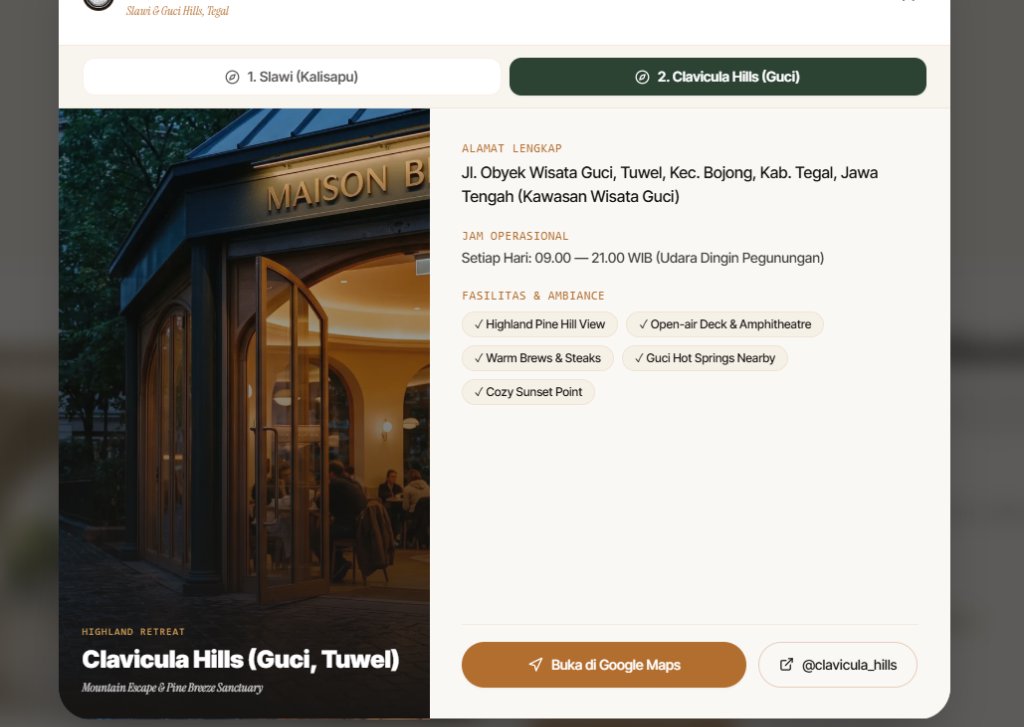 Slawi & Guci Hills, Tegal
1. Slawi (Kalisapu)
2. Clavicula Hills (Guci)
MAISON B
HIGHLAND RETREAT
Clavicula Hills (Guci, Tuwel)
Mountain Escape & Pine Breeze Sanctuary
ALAMAT LENGKAP
Jl. Obyek Wisata Guci, Tuwel, Kec. Bojong, Kab. Tegal, Jawa
Tengah (Kawasan Wisata Guci)
JAM OPERASIONAL
Setiap Hari: 09.00 — 21.00 WIB (Udara Dingin Pegunungan)
FASILITAS & AMBIANCE
✓ Highland Pine Hill View
✓ Open-air Deck & Amphitheatre
✓ Warm Brews & Steaks
✓ Guci Hot Springs Nearby
✓ Cozy Sunset Point
Buka di Google Maps
@clavicula_hills